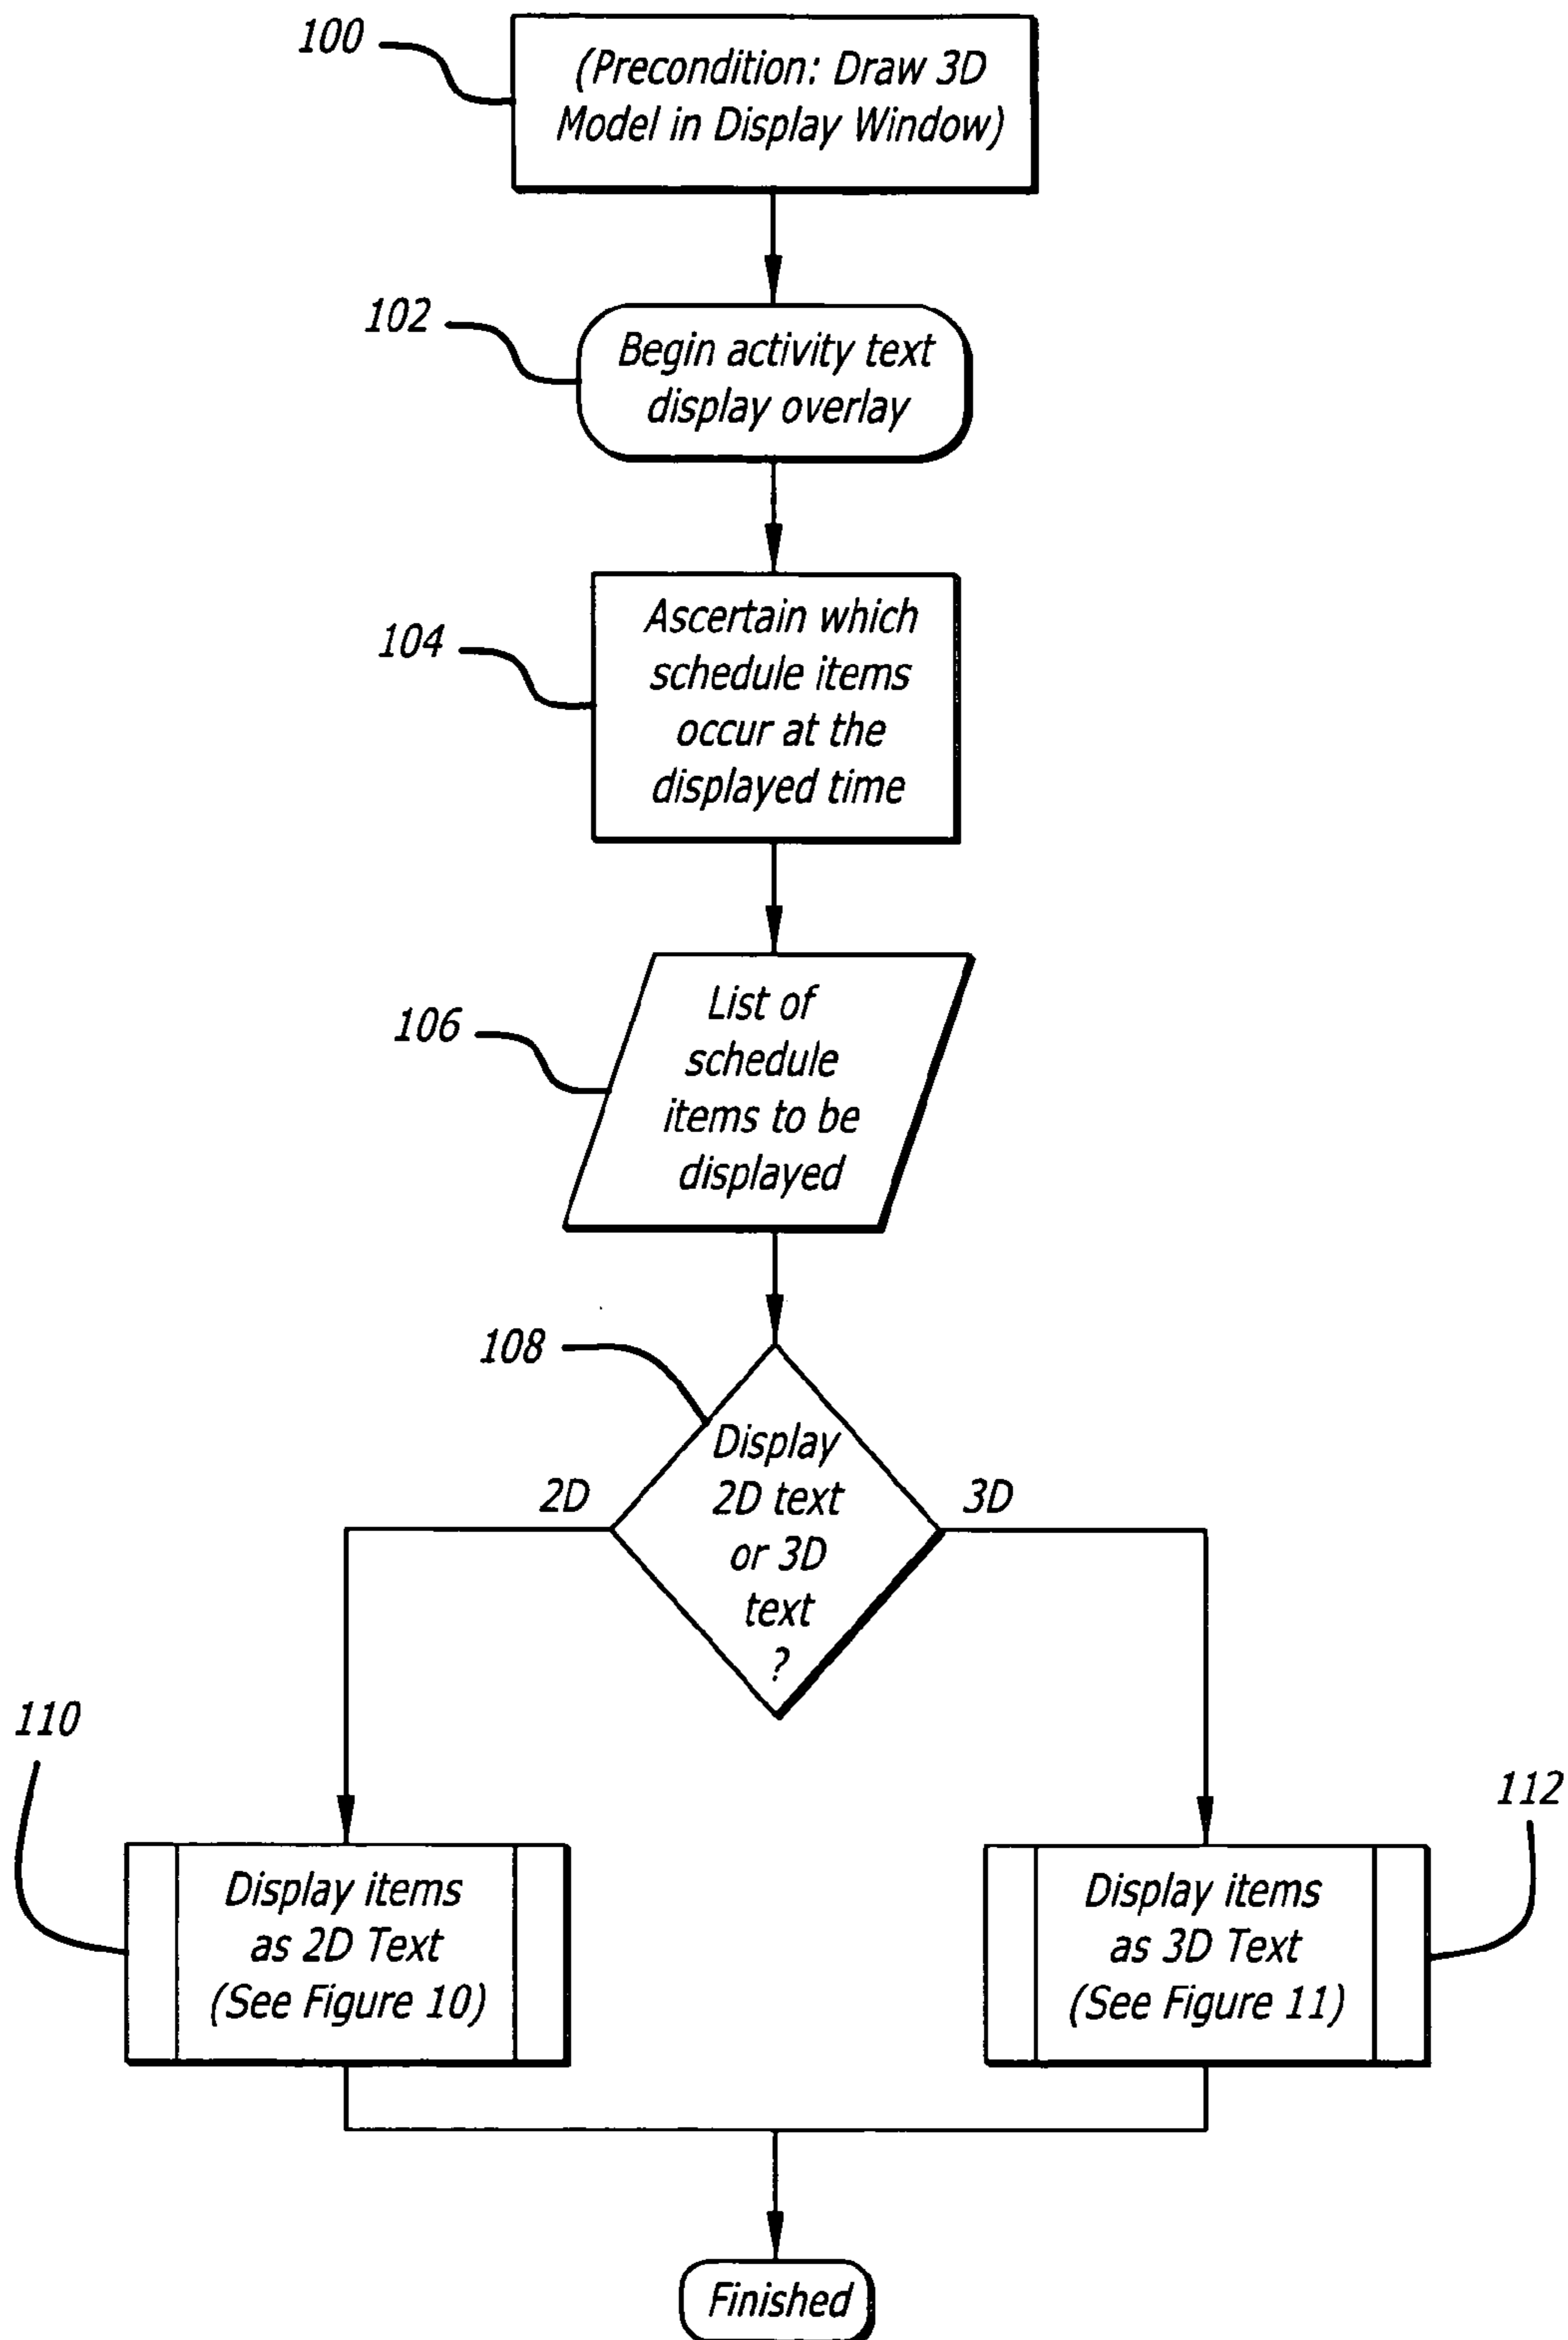 100
(Precondition: Draw 3D
Model in Display Window)
102
Begin activity text
display overlay
104
Ascertain which
schedule items
occur at the
displayed time
106
List of
schedule
items to be
displayed
108
Display
2D text
or 3D
text
?
2D
3D
110
Display items
as 2D Text
(See Figure 10)
112
Display items
as 3D Text
(See Figure 11)
Finished